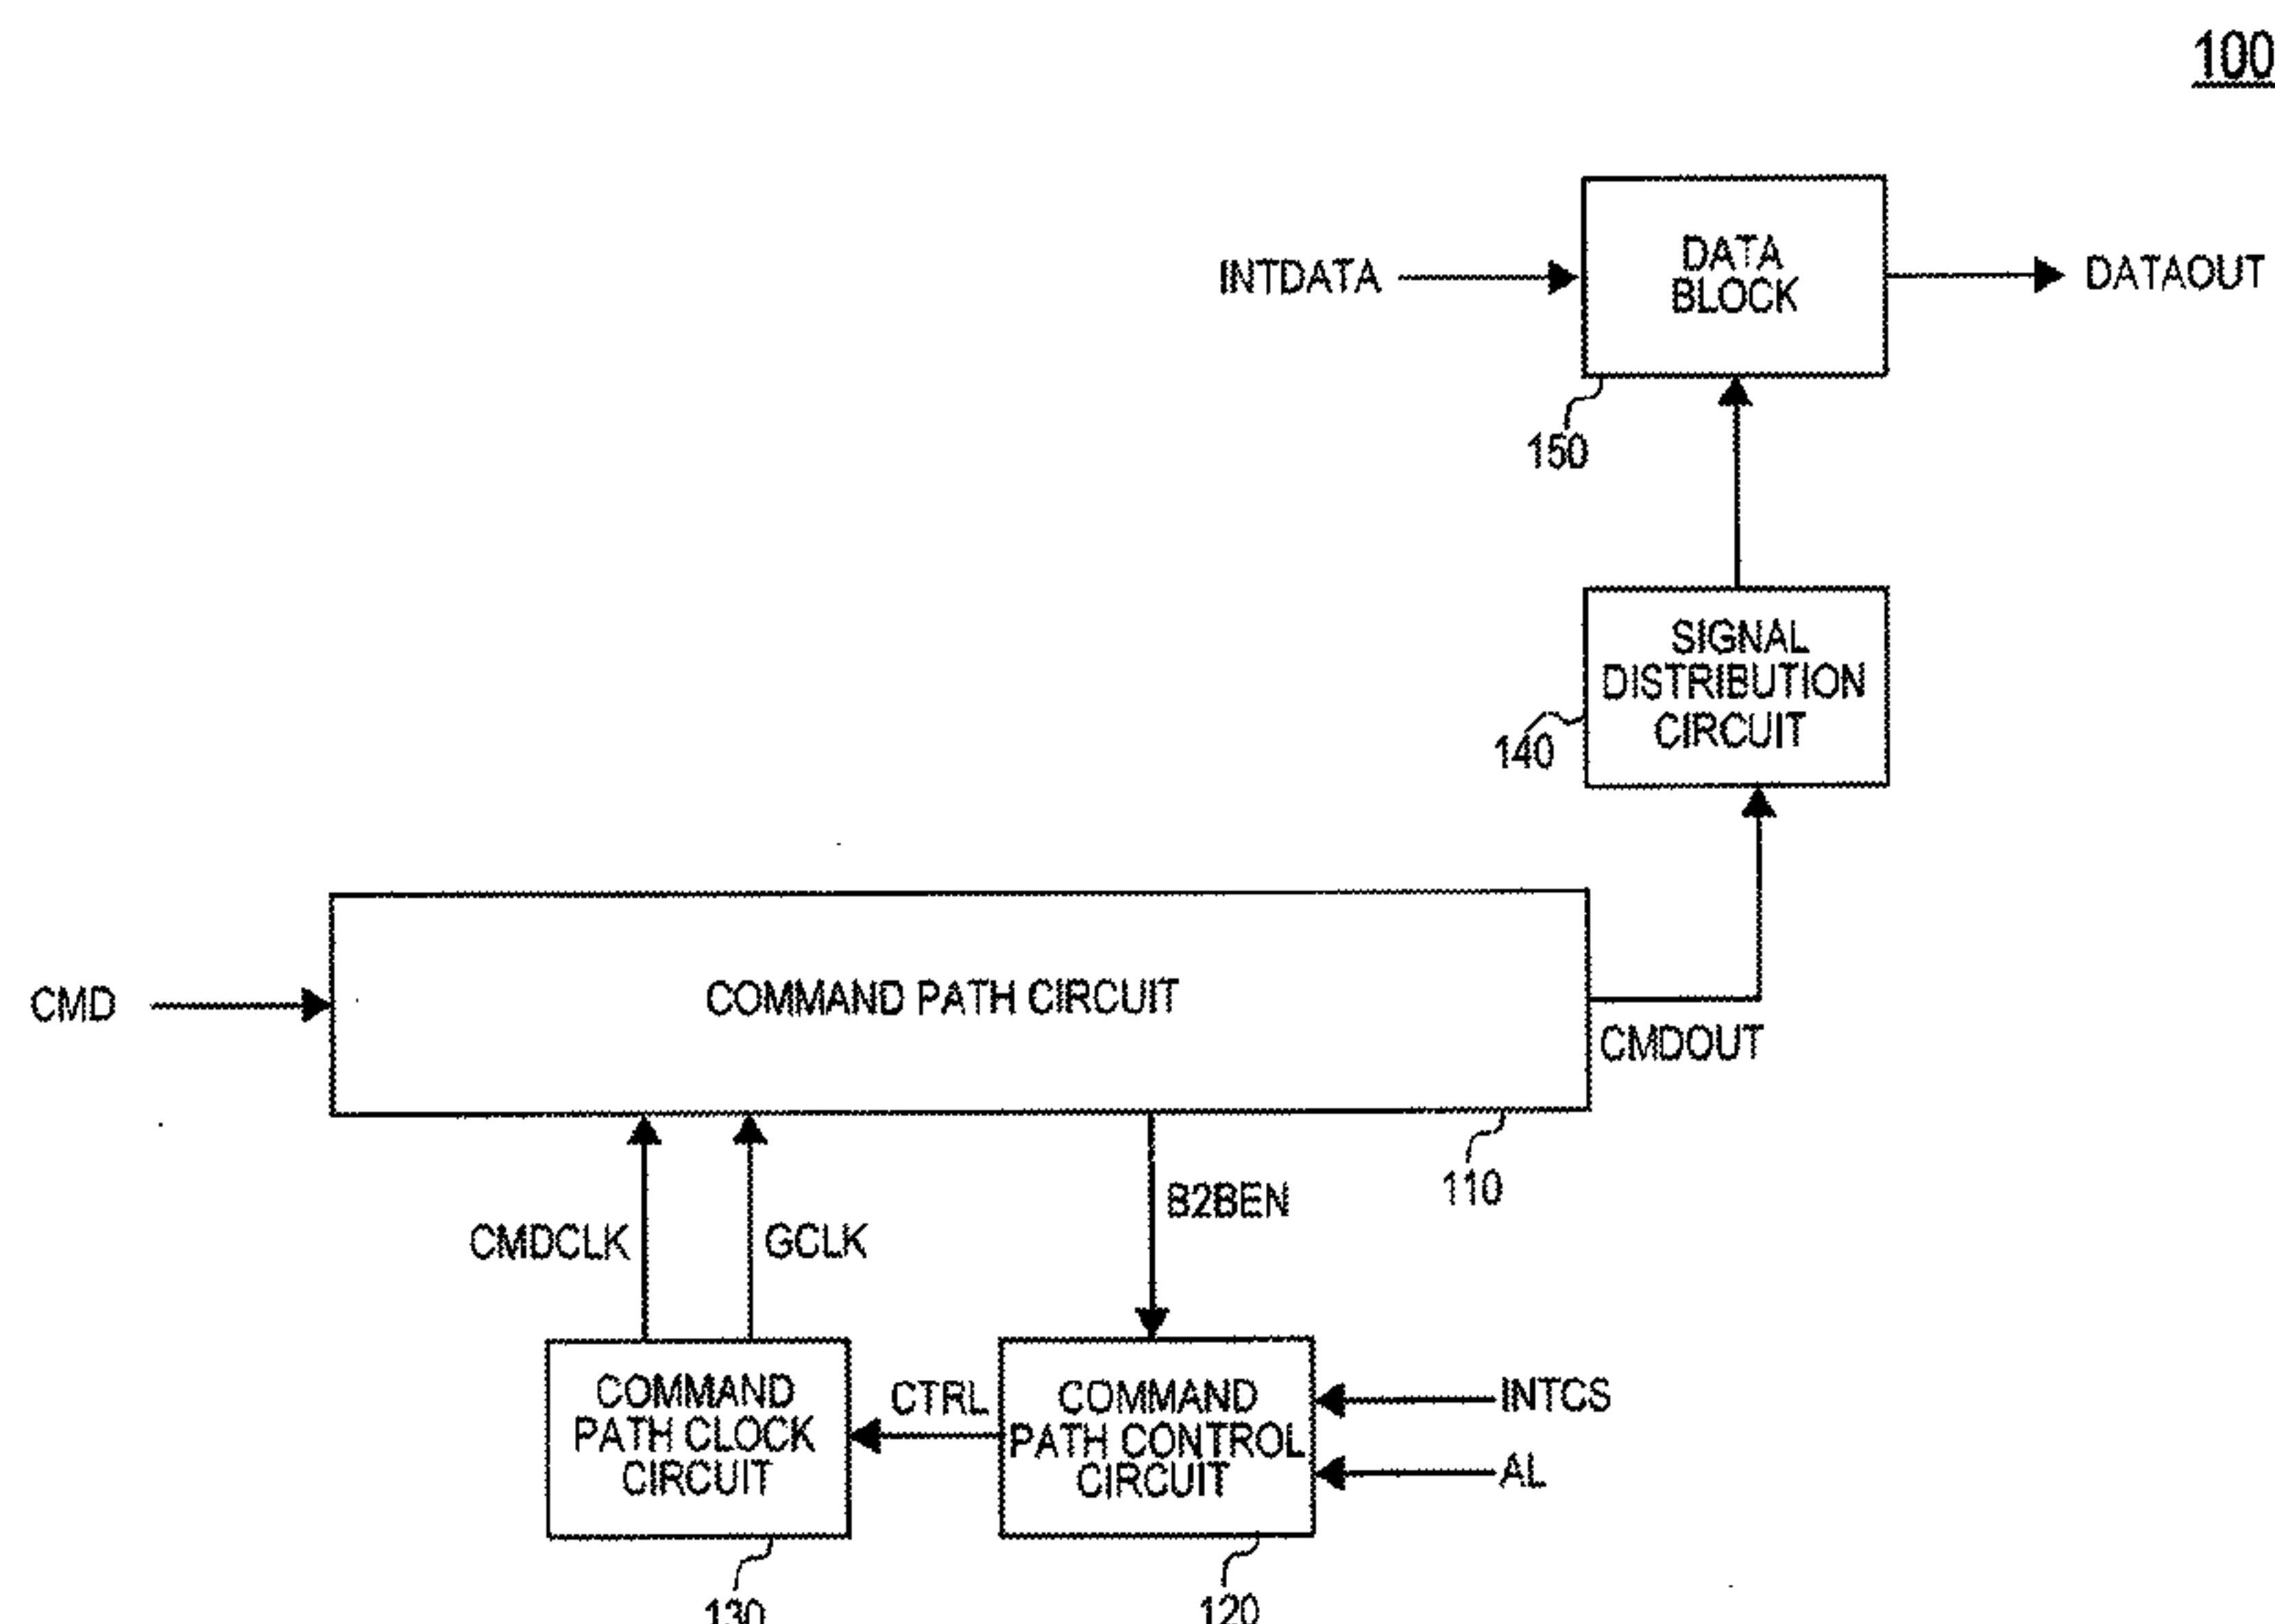 100
DATA
BLOCK
INTDATA
DATAOUT
150
SIGNAL
DISTRIBUTION
CIRCUIT
140
CMD
COMMAND PATH CIRCUIT
CMDOUT
110
B2BEN
CMDCLK
GCLK
COMMAND
PATH CLOCK
CIRCUIT
CTRL
COMMAND
PATH CONTROL
CIRCUIT
INTCS
AL
130
120